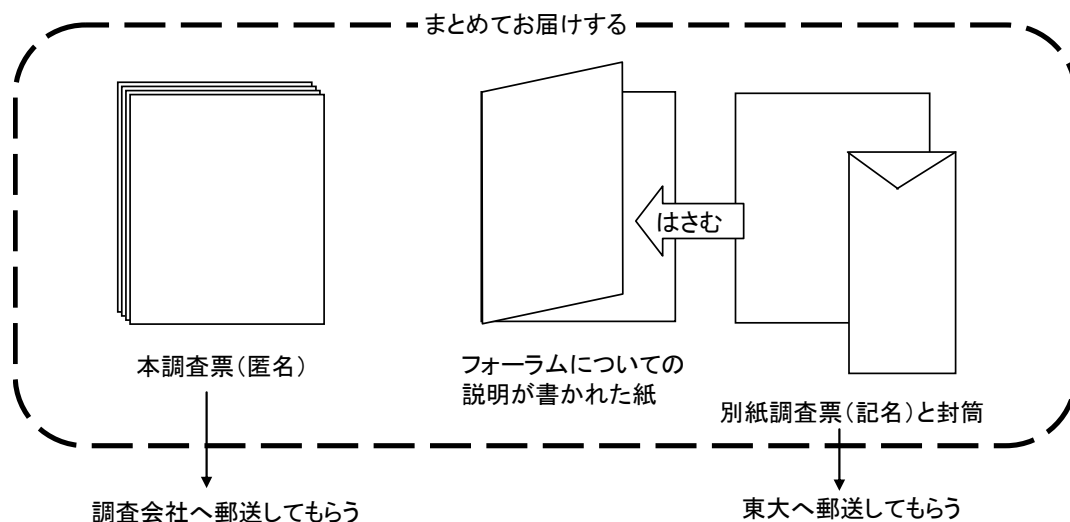 まとめてお届けする
はさむ
本調査票(匿名)
フォーラムについての
説明が書かれた紙
別紙調査票(記名)と封筒
調査会社へ郵送してもらう
東大へ郵送してもらう